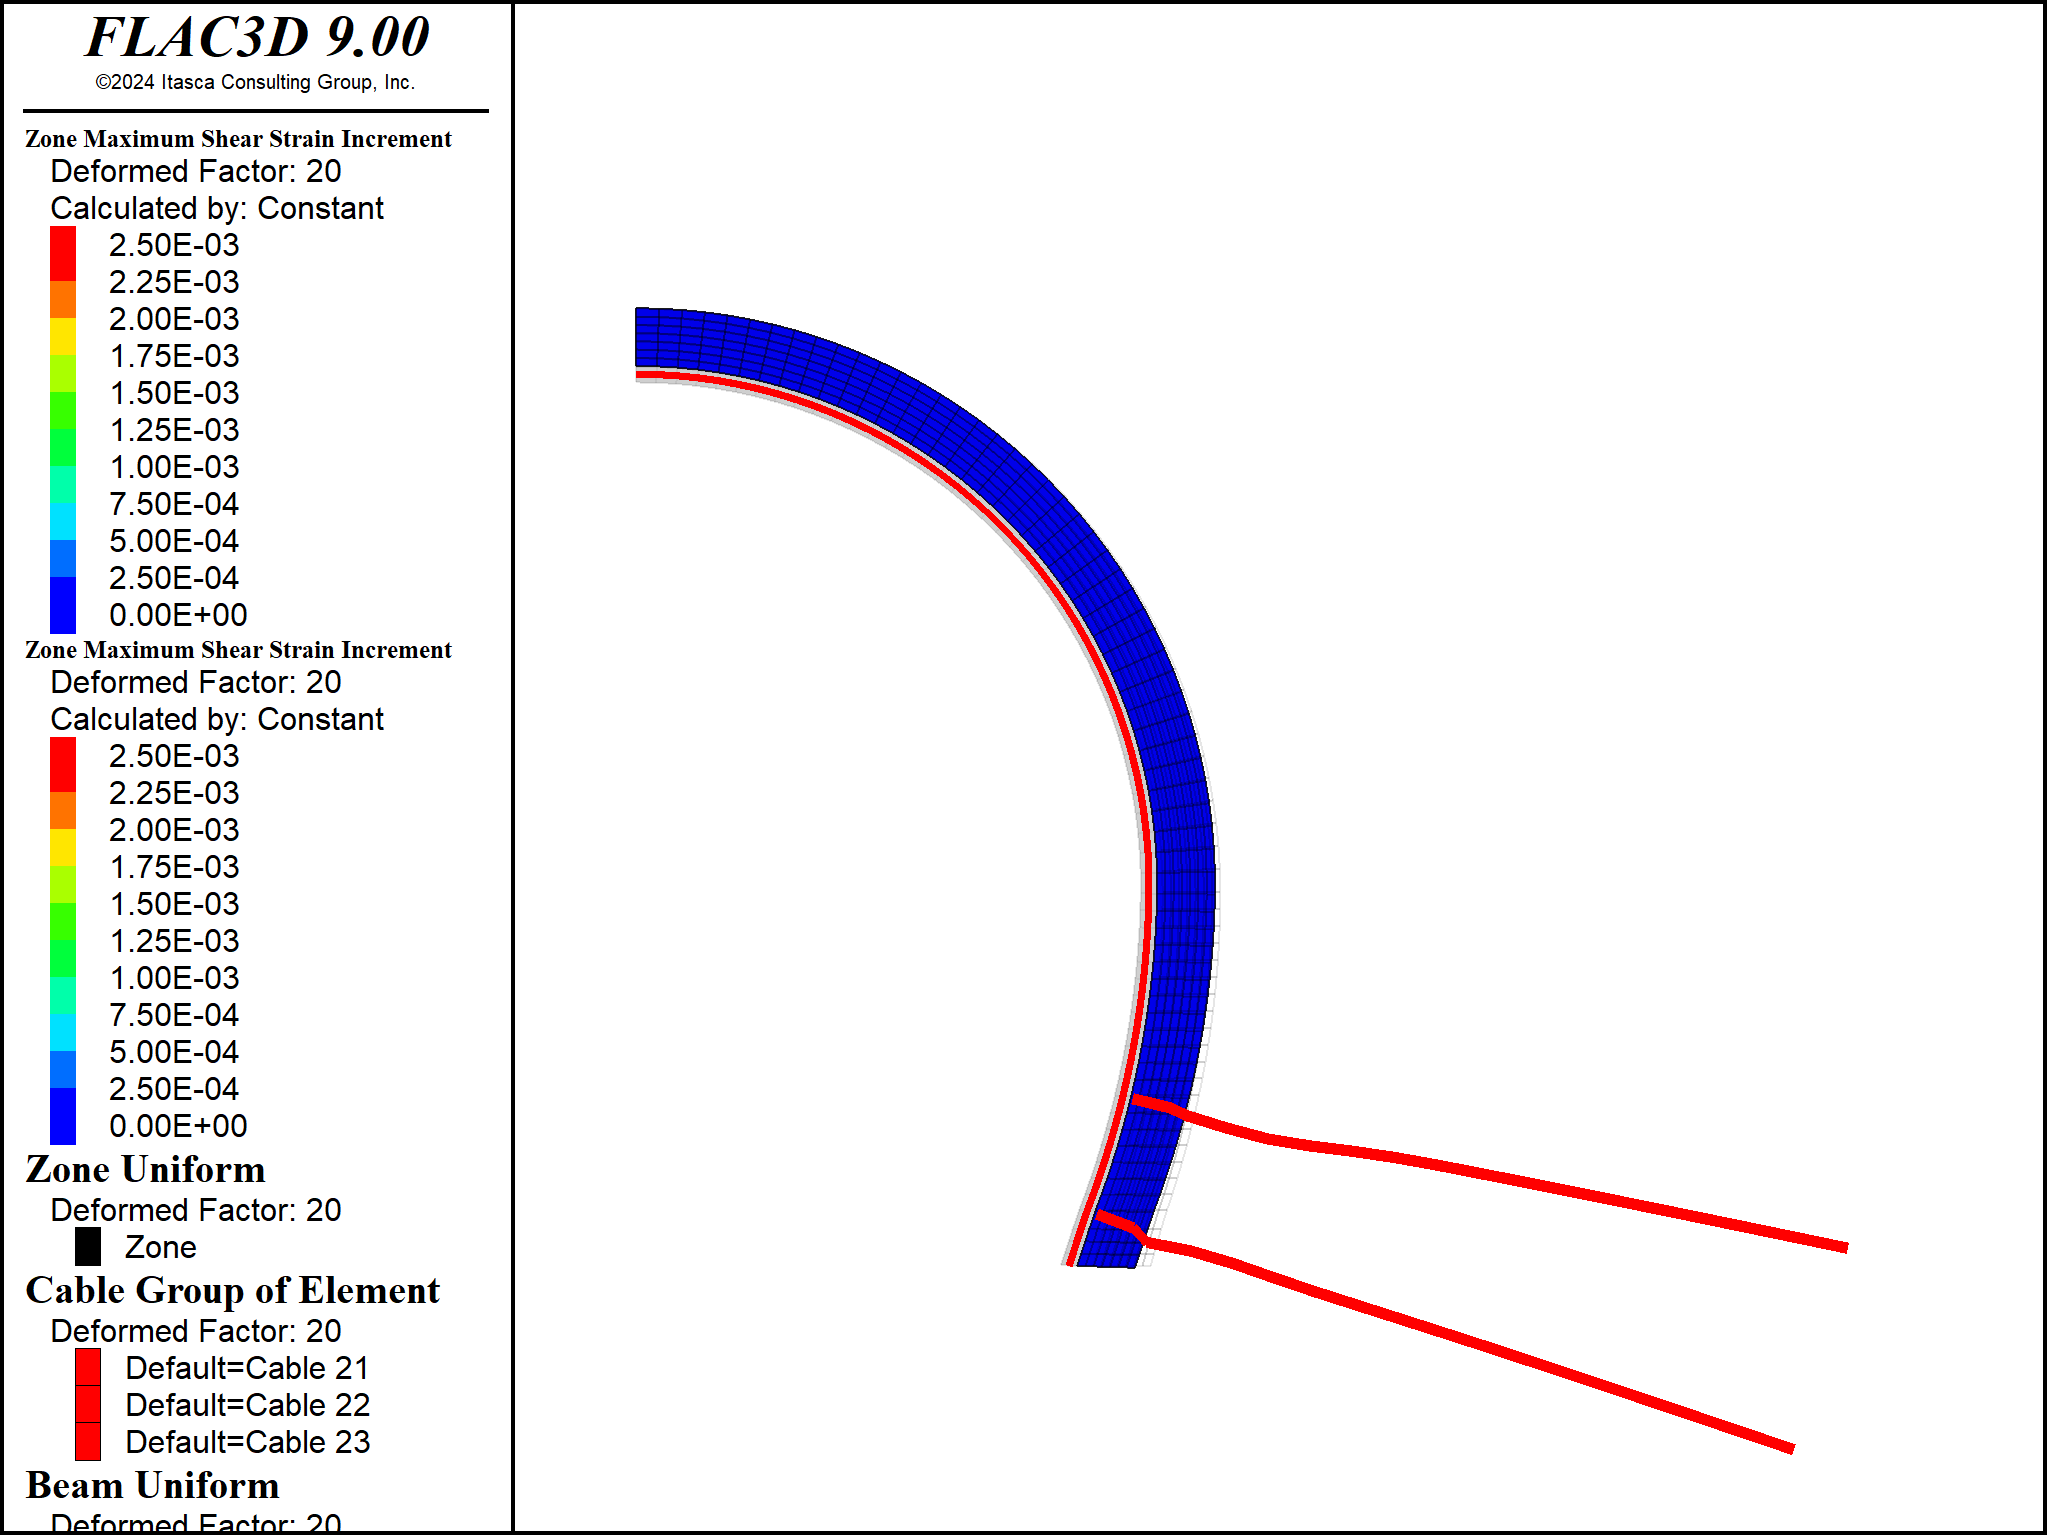 FLAC3D 9.00
©2024 Itasca Consulting Group, Inc.
Zone Maximum Shear Strain Increment
Deformed Factor: 20
Calculated by: Constant
2.50E-03
2.25E-03
2.00E-03
1.75E-03
1.50E-03
1.25E-03
1.00E-03
7.50E-04
5.00E-04
2.50E-04
0.00E+00
Zone Maximum Shear Strain Increment
Deformed Factor: 20
Calculated by: Constant
2.50E-03
2.25E-03
2.00E-03
1.75E-03
1.50E-03
1.25E-03
1.00E-03
7.50E-04
5.00E-04
2.50E-04
0.00E+00
Zone Uniform
Deformed Factor: 20
Zone
Cable Group of Element
Deformed Factor: 20
Default=Cable 21
Default=Cable 22
Default=Cable 23
Beam Uniform
Deformed Factor: 20